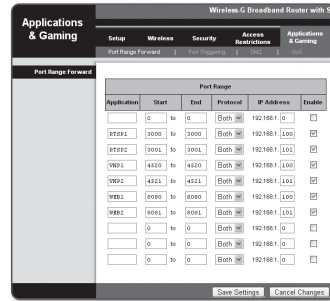 Wireless-G Broadband Router with S
Applications
& Gaming
Setup Wireless Security Access Restrictions Applications & Gaming
Port Range Forward | Port Triggering | DMZ | QoS
Port Range Forward
Port Range
Application Start End Protocol IP Address Enable
0 to 0 Both 192.168.1. 0
RTSP1 3000 to 3000 Both 192.168.1. 100
RTSP2 3001 to 3001 Both 192.168.1. 101
VNP1 4520 to 4520 Both 192.168.1. 100
VNP2 4521 to 4521 Both 192.168.1. 101
WEB1 8080 to 8080 Both 192.168.1. 100
WEB2 8081 to 8081 Both 192.168.1. 101
0 to 0 Both 192.168.1. 0
0 to 0 Both 192.168.1. 0
0 to 0 Both 192.168.1. 0
Save Settings Cancel Changes